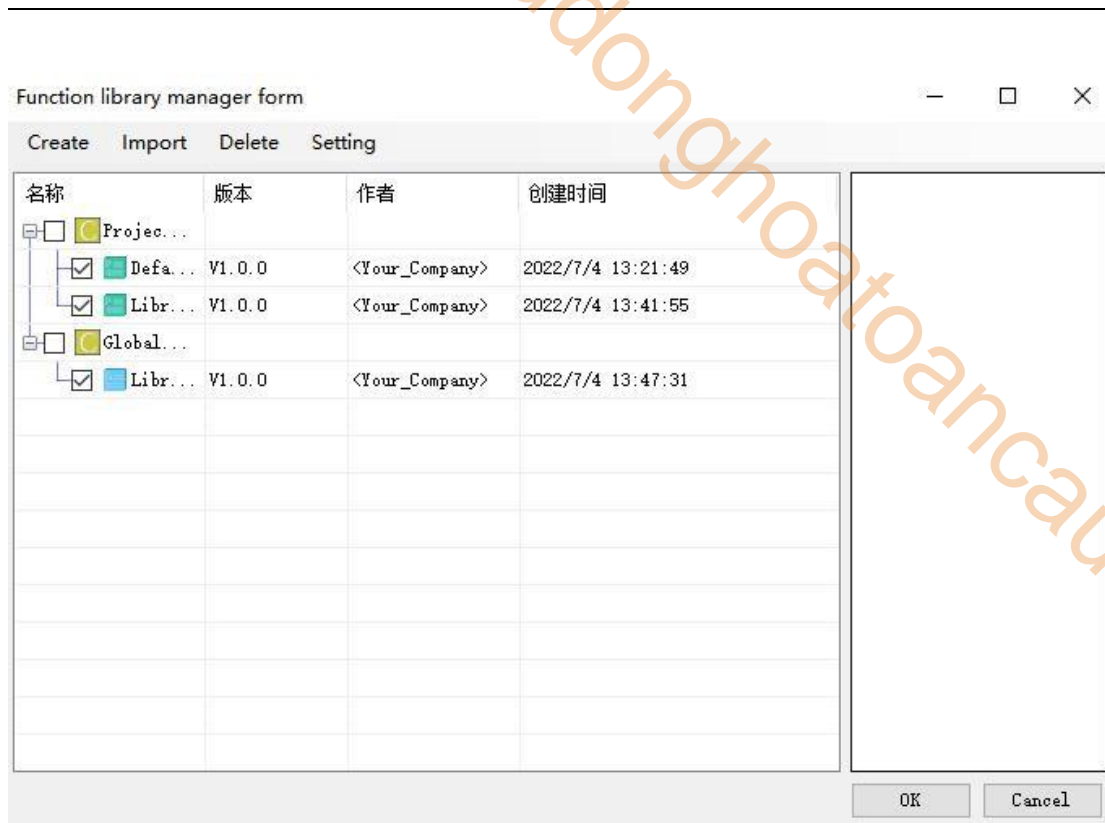 Function library manager form
Create Import Delete Setting
名称 版本 作者 创建时间
Projec...
Defa... V1.0.0 <Your_Company> 2022/7/4 13:21:49
Libr... V1.0.0 <Your_Company> 2022/7/4 13:41:55
Global...
Libr... V1.0.0 <Your_Company> 2022/7/4 13:47:31
OK Cancel
donghoatoancau